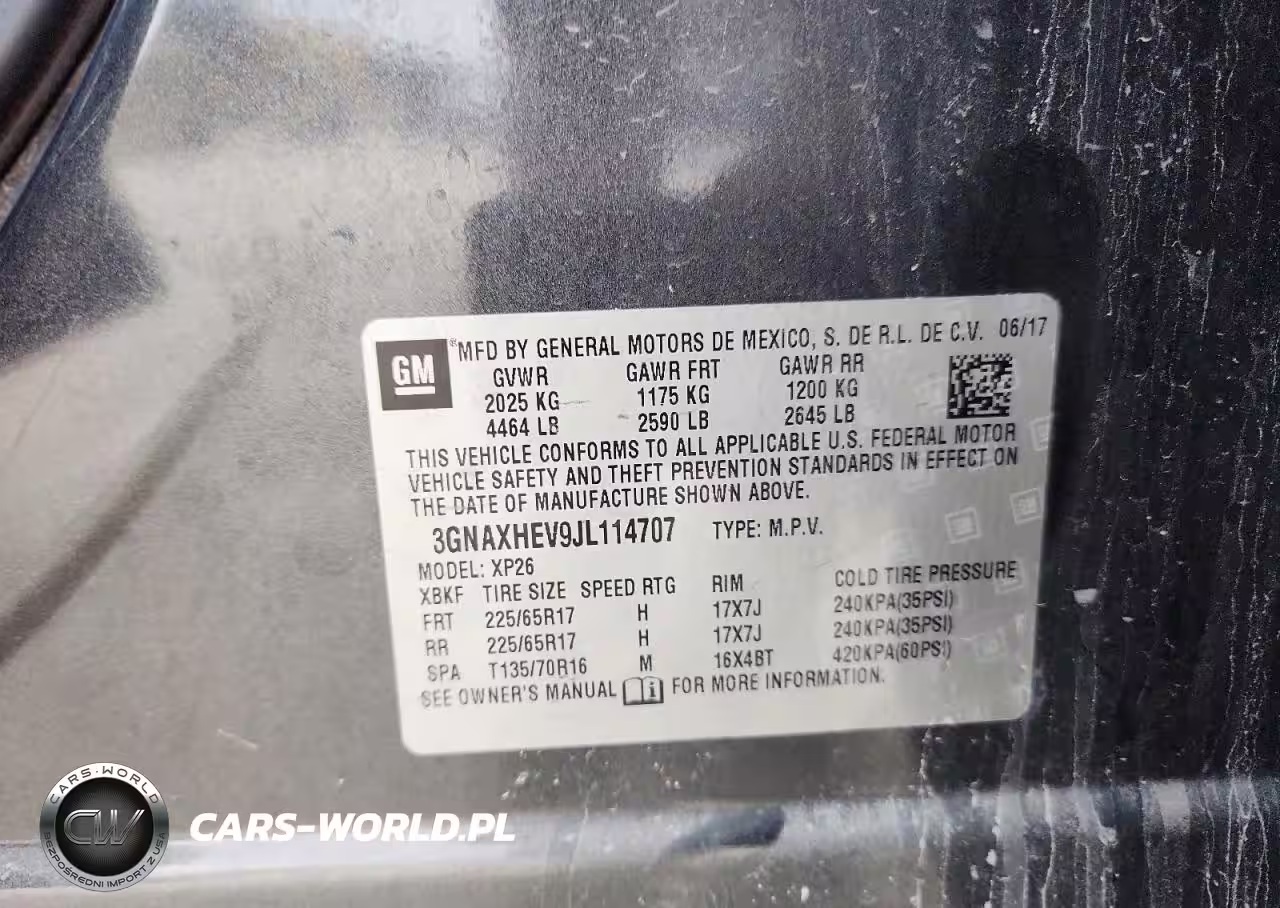 GM
®MFD BY GENERAL MOTORS DE MEXICO, S. DE R.L. DE C.V. 06/17
GVWR GAWR FRT GAWR RR
2025 KG 1175 KG 1200 KG
4464 LB 2590 LB 2645 LB
THIS VEHICLE CONFORMS TO ALL APPLICABLE U.S. FEDERAL MOTOR
VEHICLE SAFETY AND THEFT PREVENTION STANDARDS IN EFFECT ON
THE DATE OF MANUFACTURE SHOWN ABOVE.
3GNAXHEV9JL114707 TYPE: M.P.V.
MODEL: XP26
XBKF TIRE SIZE SPEED RTG RIM COLD TIRE PRESSURE
FRT 225/65R17 H 17X7J 240KPA(35PSI)
RR 225/65R17 H 17X7J 240KPA(35PSI)
SPA T135/70R16 M 16X4BT 420KPA(60PSI)
SEE OWNER'S MANUAL FOR MORE INFORMATION.
CARS-WORLD
CW
BEZPOŚREDNI IMPORT Z USA
CARS-WORLD.PL